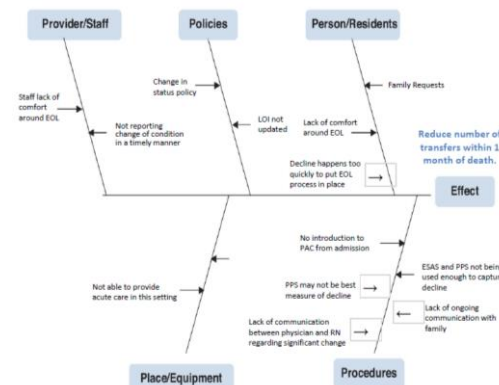 Provider/Staff
Policies
Person/Residents
Change in
status policy
Family Requests
Staff lack of
comfort
around EOL
Not reporting
change of condition
in a timely manner
LOI not
updated
Lack of comfort
around EOL
Reduce number of
transfers within 1
month of death.
Decline happens too
quickly to put EOL
process in place
Effect
No introduction to
PAC from admission
ESAS and PPS not being
used enough to capture
decline
Not able to provide
acute care in this setting
PPS may not be best
measure of decline
Lack of ongoing
communication with
family
Lack of communication
between physician and RN
regarding significant change
Place/Equipment
Procedures